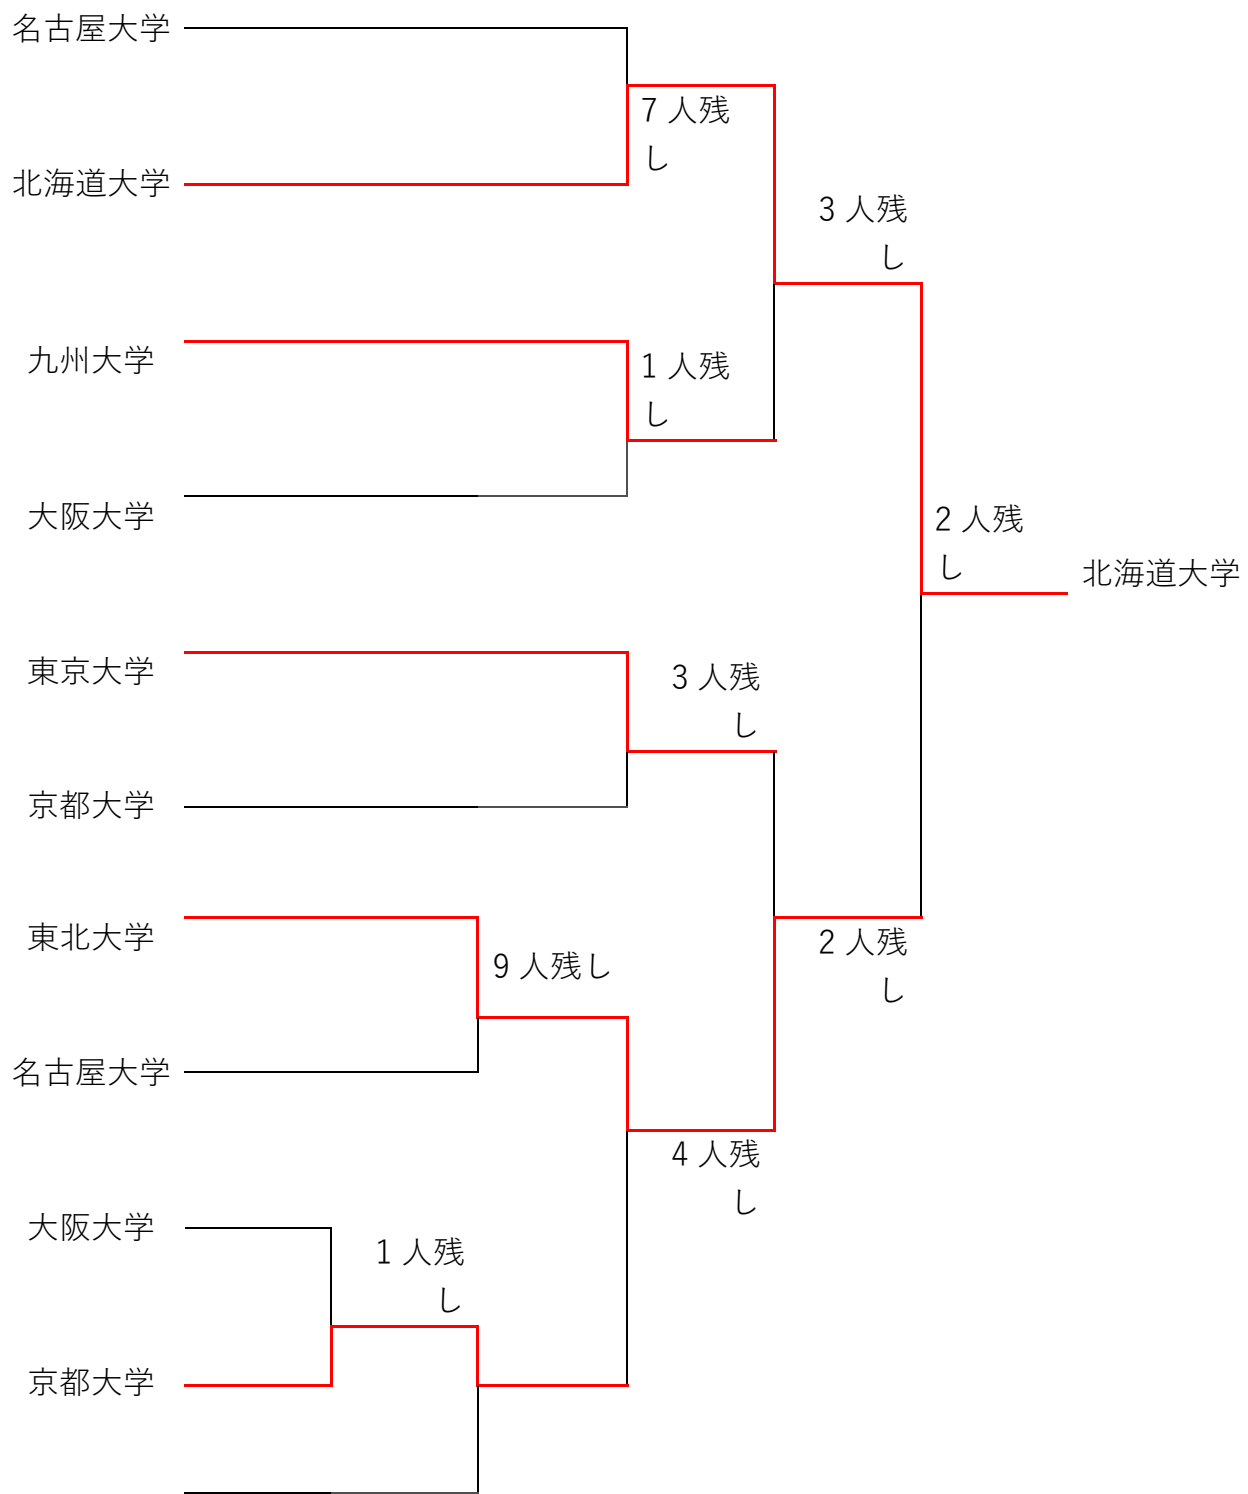 名古屋大学
7 人残
し
北海道大学
3 人残
し
九州大学
1 人残
し
大阪大学
2 人残
し
北海道大学
東京大学
3 人残
し
京都大学
東北大学
2 人残
し
9 人残し
名古屋大学
4 人残
し
大阪大学
1 人残
し
京都大学